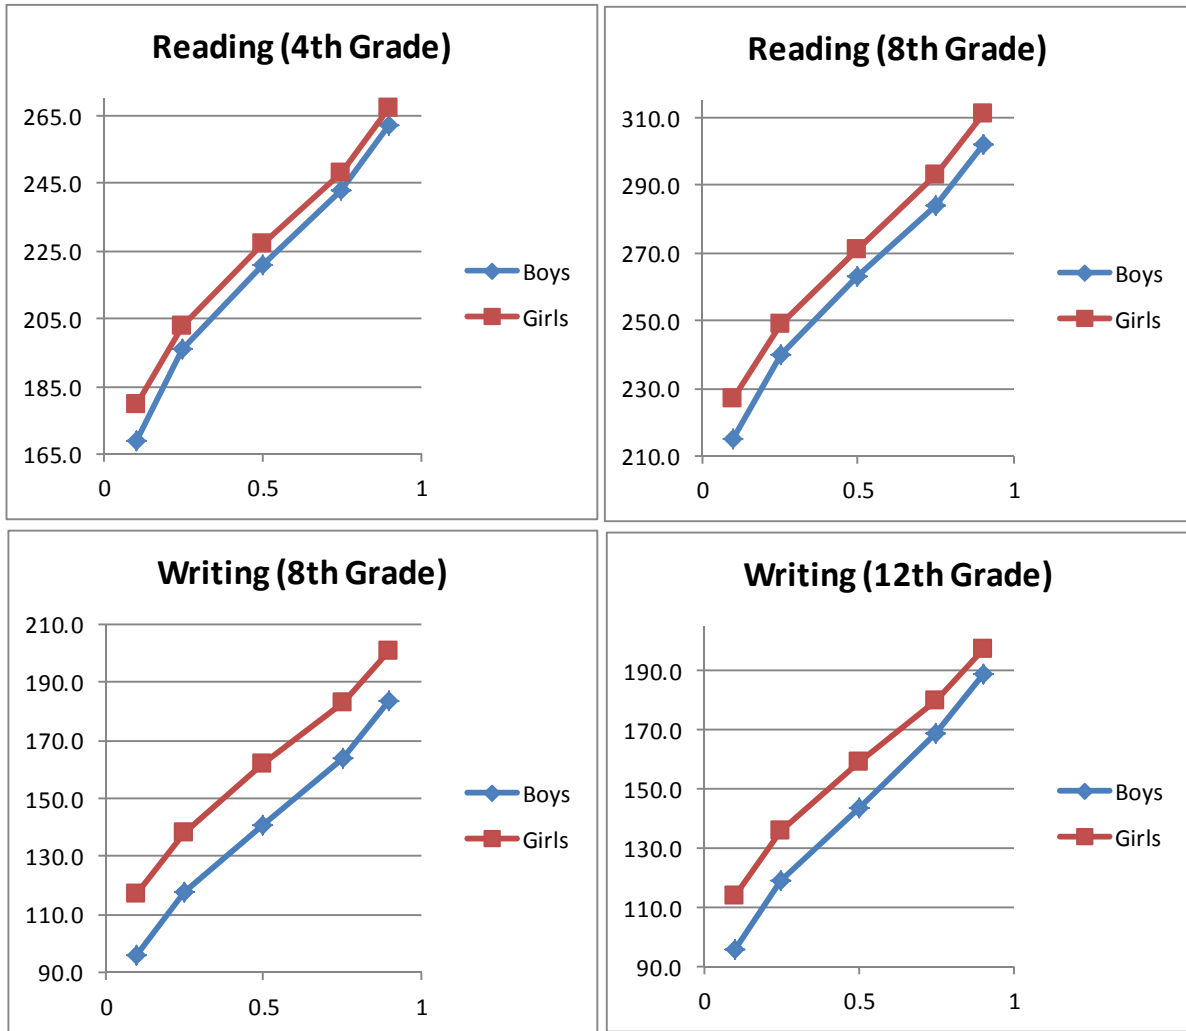 Reading (4th Grade)
265.0
245.0
225.0
205.0
185.0
165.0
0 0.5 1
Boys
Girls
Reading (8th Grade)
310.0
290.0
270.0
250.0
230.0
210.0
0 0.5 1
Boys
Girls
Writing (8th Grade)
210.0
190.0
170.0
150.0
130.0
110.0
90.0
0 0.5 1
Boys
Girls
Writing (12th Grade)
190.0
170.0
150.0
130.0
110.0
90.0
0 0.5 1
Boys
Girls